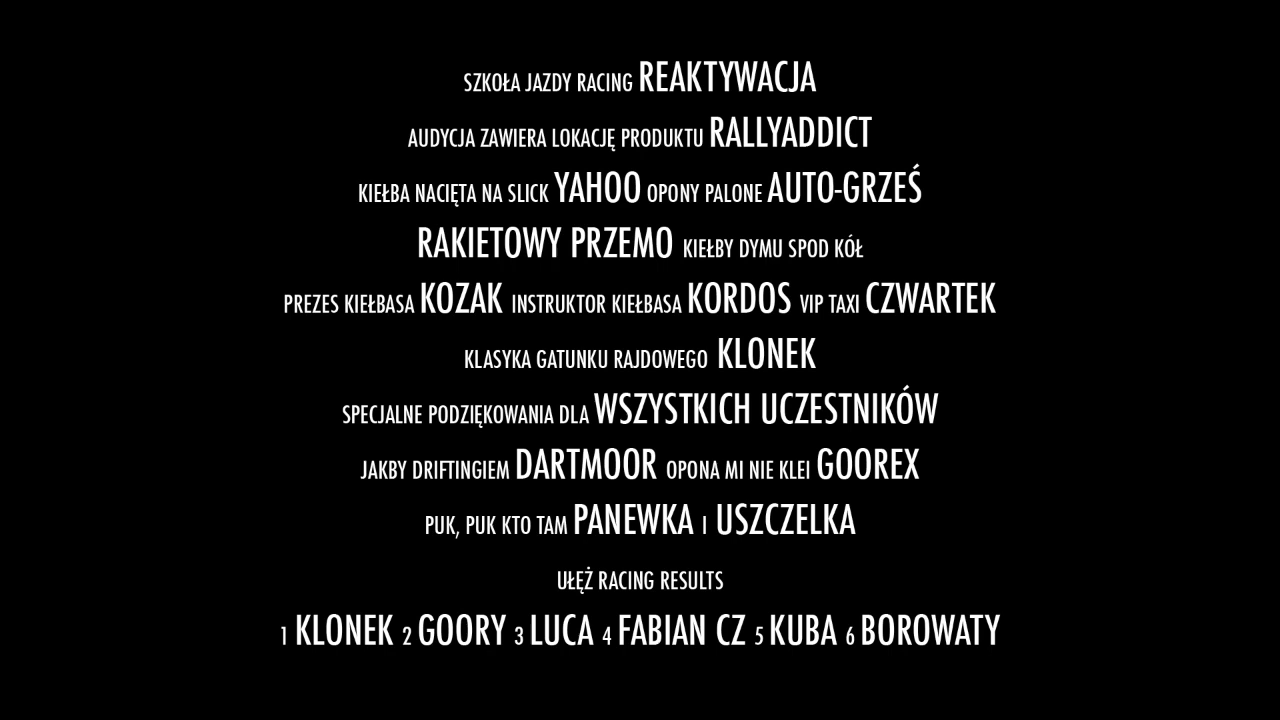 SZKOŁA JAZDY RACING REAKTYWACJA
AUDYCJA ZAWIERA LOKACJĘ PRODUKTU RALLYADDICT
KIEŁBA NACIĘTA NA SLICK YAHOO OPONY PALONE AUTO-GRZEŚ
RAKIETOWY PRZEMO KIEŁBY DYMU SPOD KÓŁ
PREZES KIEŁBASA KOZAK INSTRUKTOR KIEŁBASA KORDOS VIP TAXI CZWARTEK
KLASYKA GATUNKU RAJDOWEGO KLONEK
SPECJALNE PODZIĘKOWANIA DLA WSZYSTKICH UCZESTNIKÓW
JAKBY DRIFTINGIEM DARTMOOR OPONA MI NIE KLEI GOOREX
PUK, PUK KTO TAM PANEWKA I USZCZELKA
UŁĘŻ RACING RESULTS
1 KLONEK 2 GOORY 3 LUCA 4 FABIAN CZ 5 KUBA 6 BOROWATY